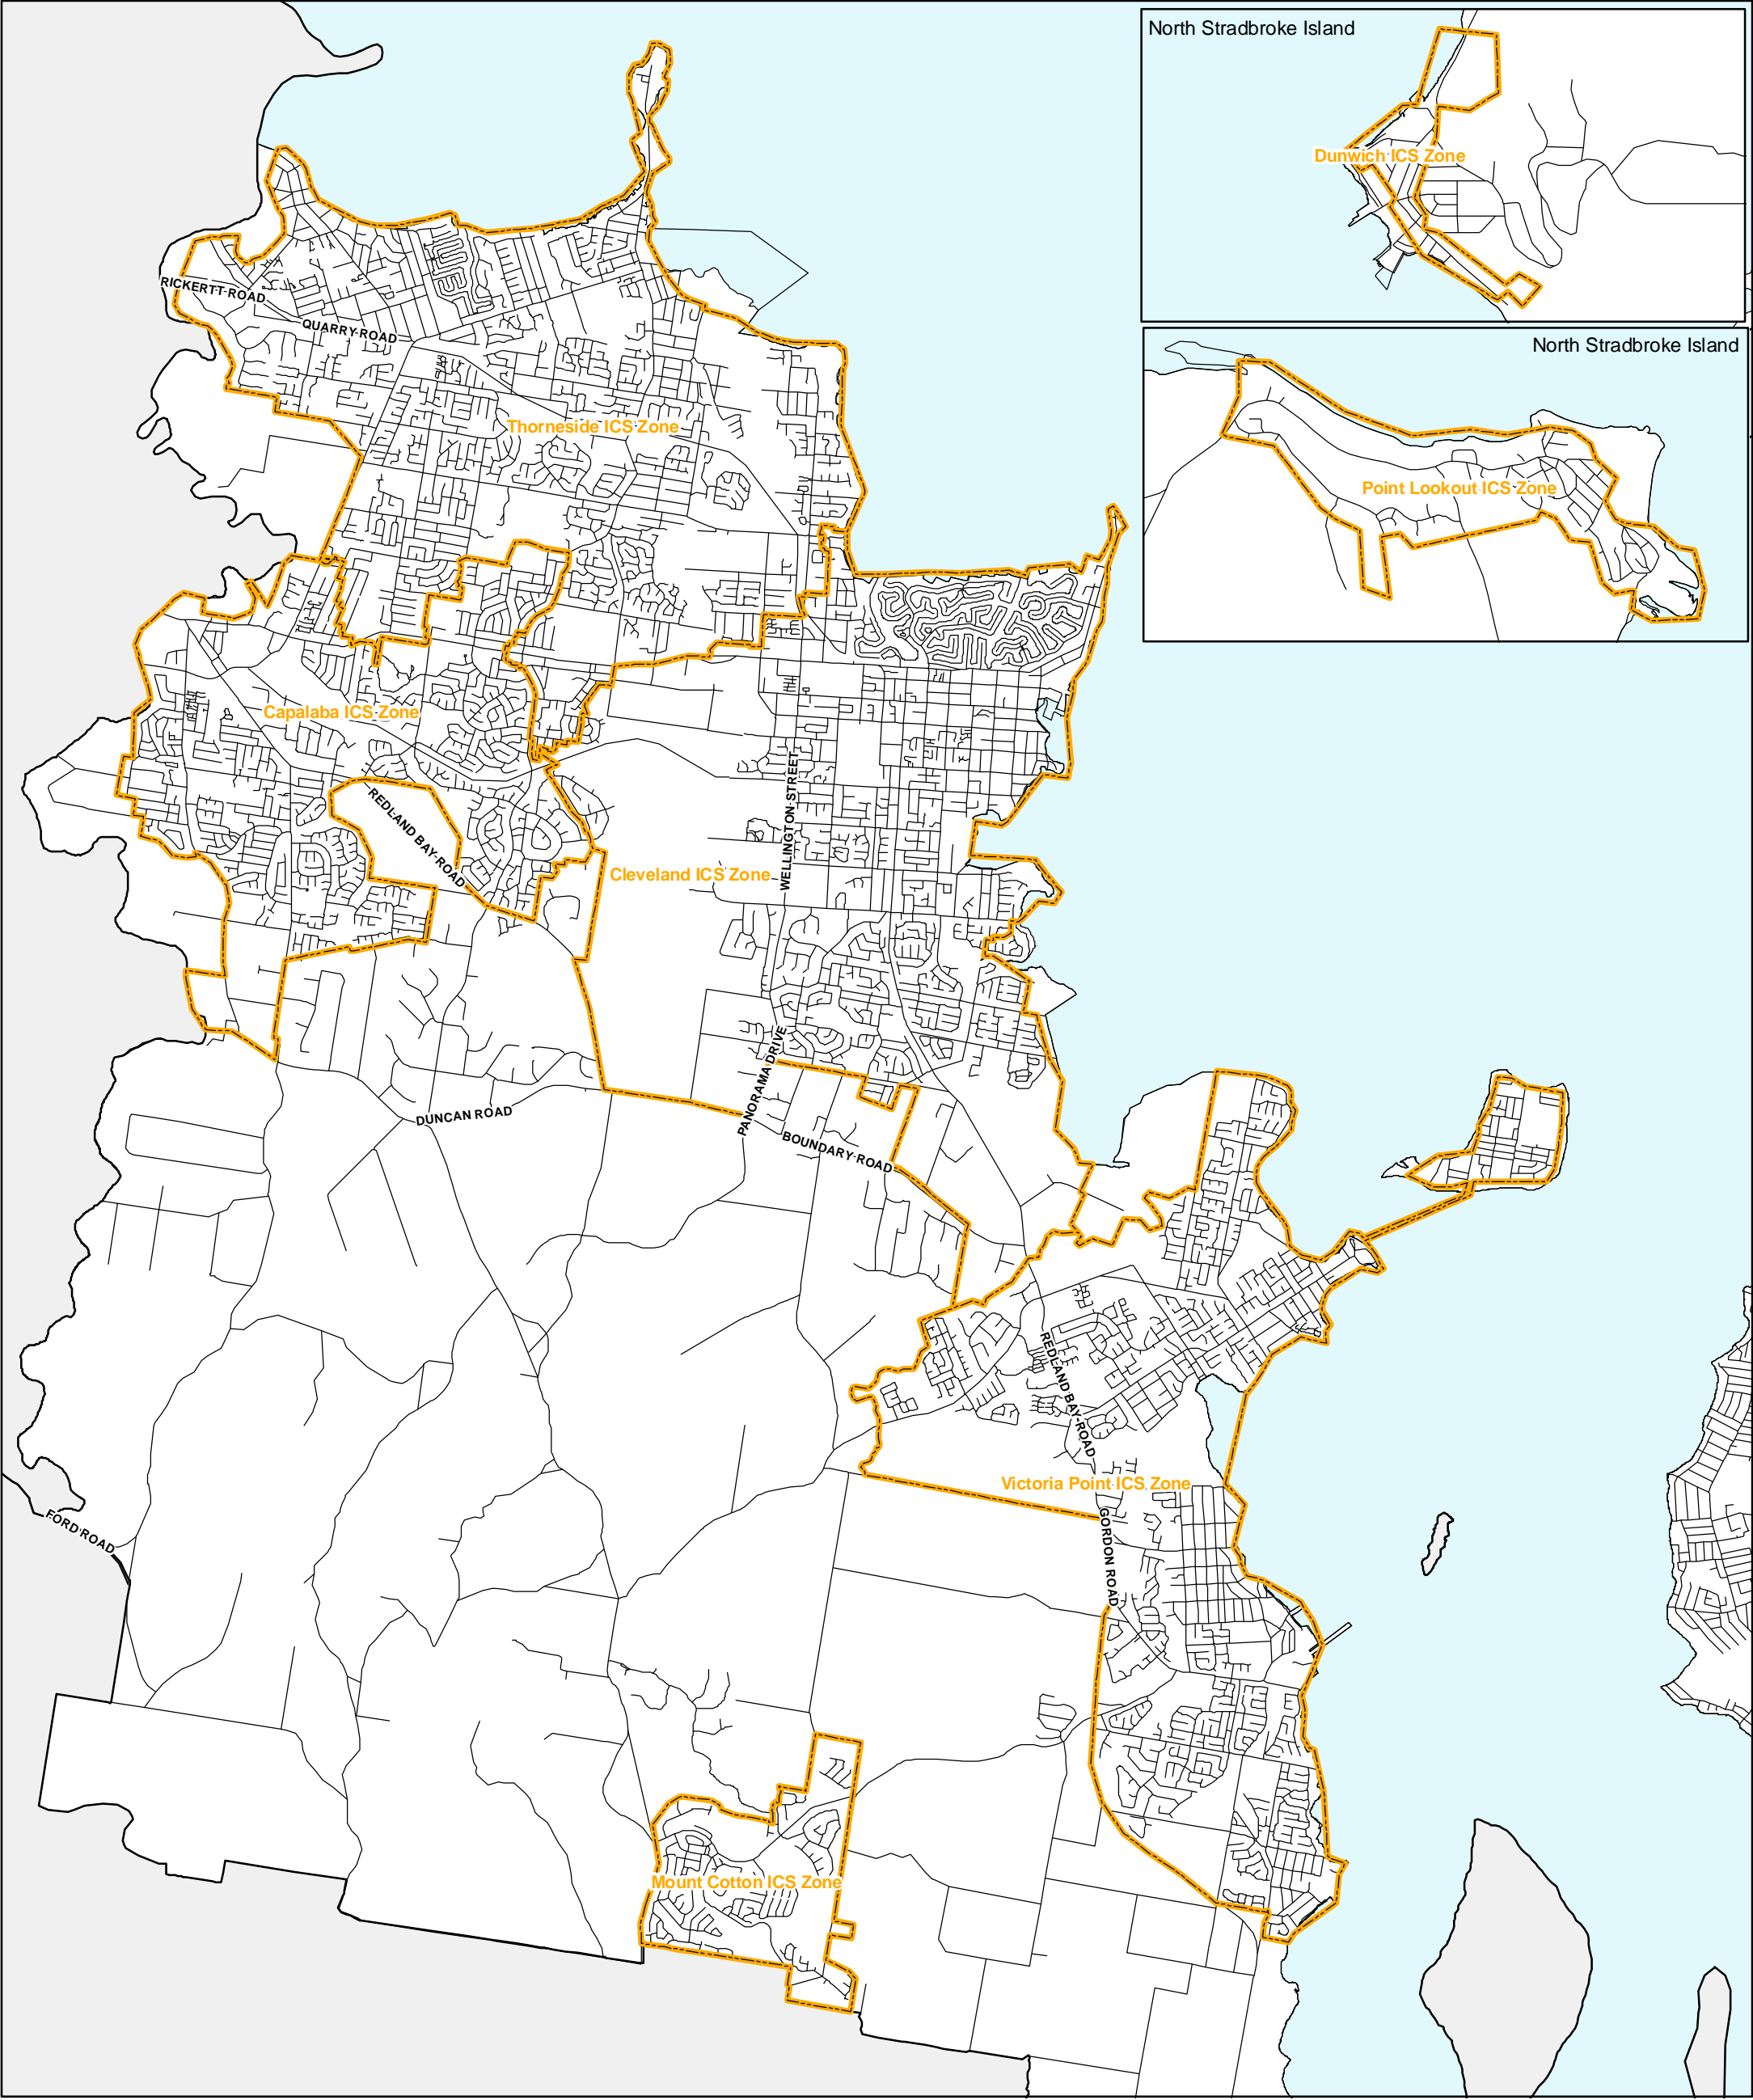 North Stradbroke Island
Dunwich ICS Zone
RICKERTT ROAD
QUARRY ROAD
North Stradbroke Island
Thorneside ICS Zone
Point Lookout ICS Zone
Capalaba ICS Zone
REDLAND BAY ROAD
WELLINGTON STREET
Cleveland ICS Zone
PANORAMA DRIVE
DUNCAN ROAD
BOUNDARY ROAD
REDLAND BAY ROAD
Victoria Point ICS Zone
FORD ROAD
GORDON ROAD
Mount Cotton ICS Zone